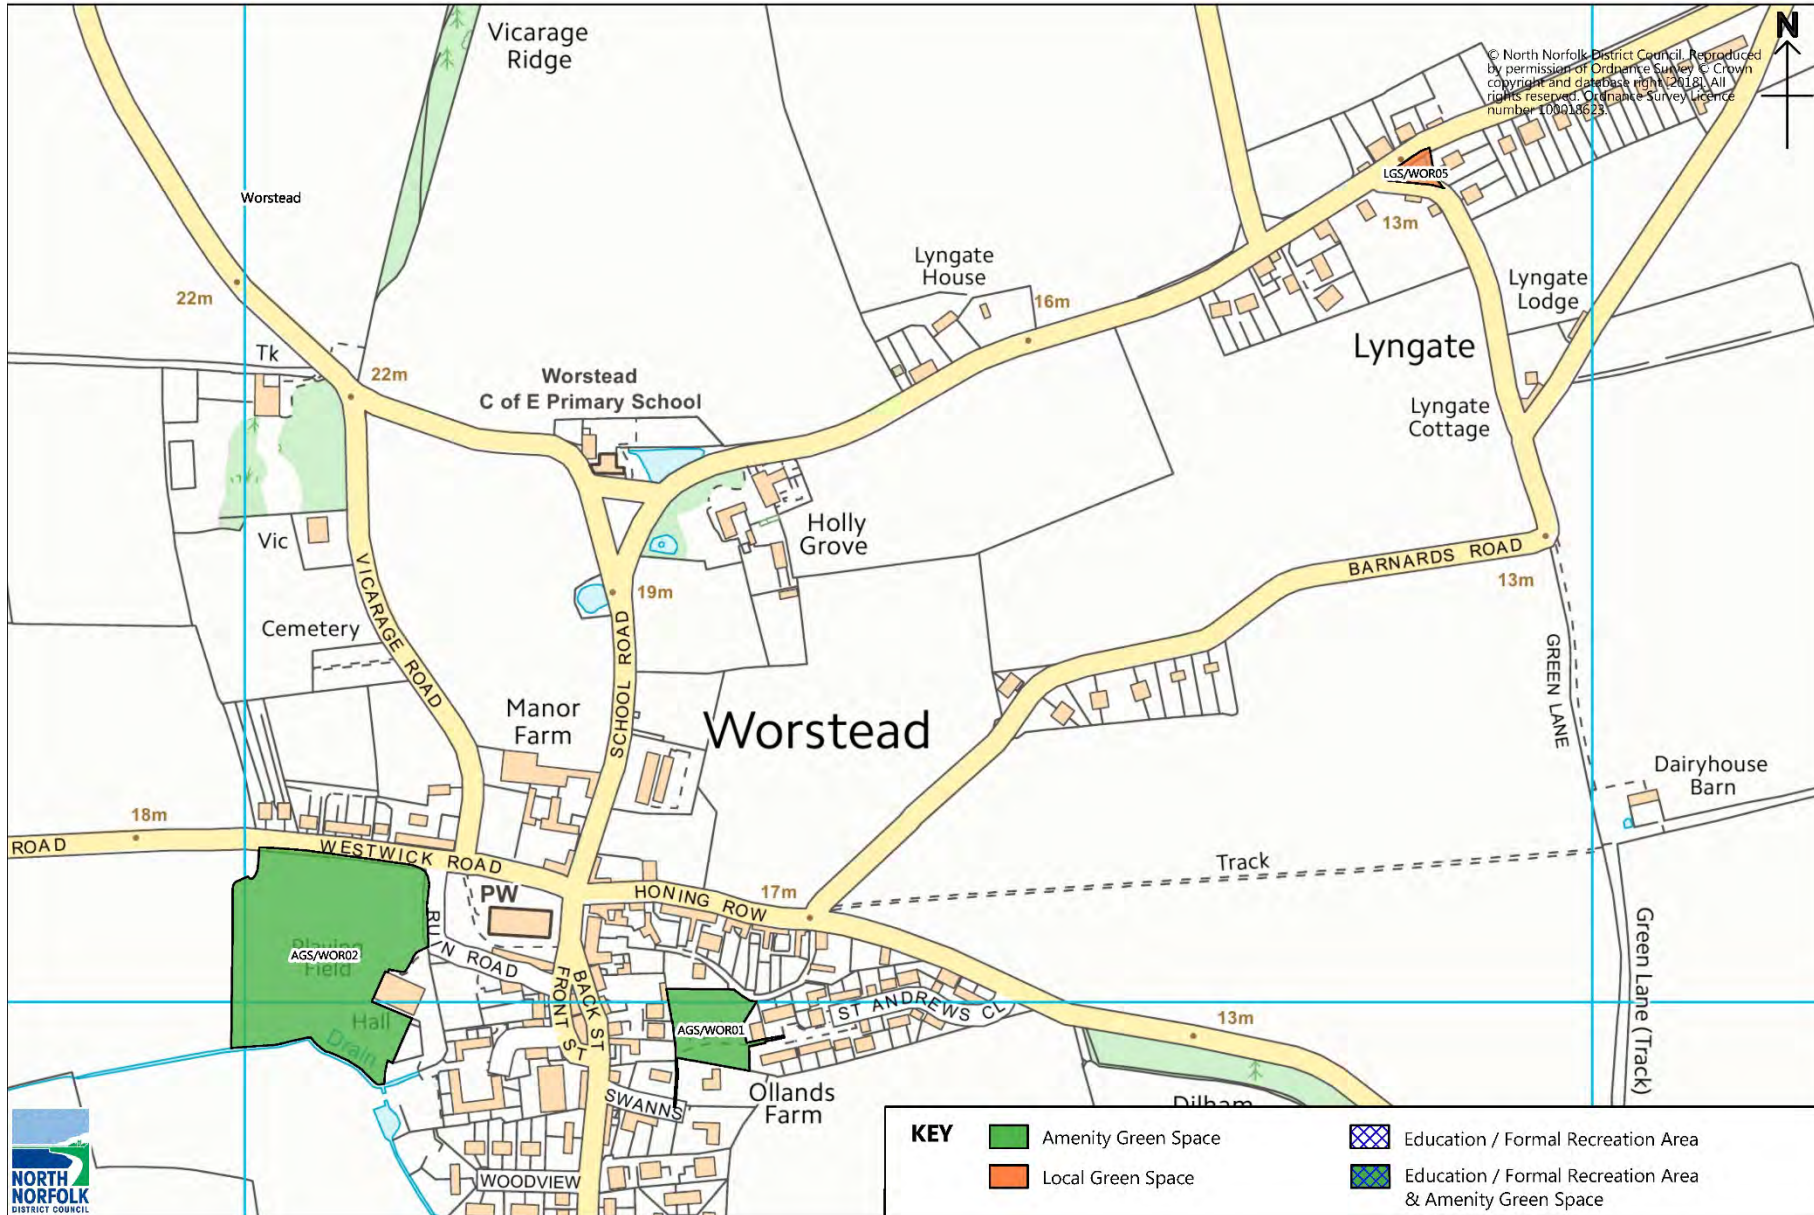 Vicarage
Ridge
N
© North Norfolk District Council. Reproduced
by permission of Ordnance Survey © Crown
copyright and database right [2018]. All
rights reserved. Ordnance Survey Licence
number 100018623.
Worstead
LGS/WOR05
13m
Lyngate
House
Lyngate
Lodge
22m
16m
Tk
22m
Lyngate
Worstead
C of E Primary School
Lyngate
Cottage
Holly
Grove
Vic
BARNARDS ROAD
13m
19m
VICARAGE ROAD
Cemetery
SCHOOL ROAD
GREEN LANE
Manor
Farm
Worstead
Dairyhouse
Barn
18m
ROAD
WESTWICK ROAD
Track
PW
HONING ROW
17m
Playing
Field
AGS/WOR02
RUIN ROAD
Green Lane (Track)
FRONT ST
BACK ST
ST ANDREWS CL
Hall
AGS/WOR01
13m
Drain
Ollands
Farm
SWANNS
Dilham
WOODVIEW
NORTH
NORFOLK
DISTRICT COUNCIL
KEY
Amenity Green Space
Local Green Space
Education / Formal Recreation Area
Education / Formal Recreation Area
& Amenity Green Space